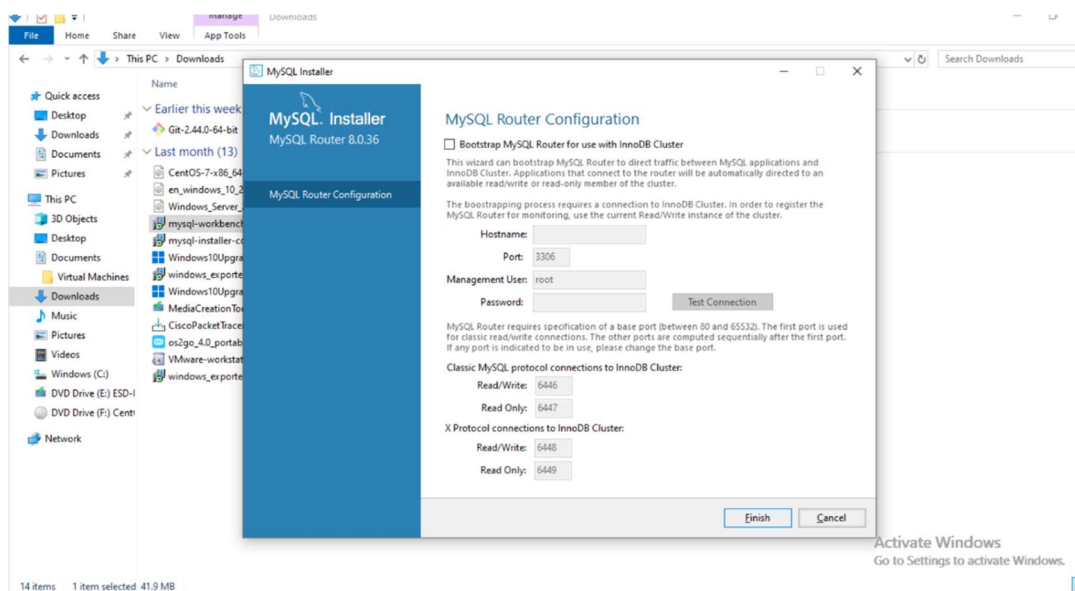 Manage
Downloads
File
Home
Share
View
App Tools
This PC > Downloads
Search Downloads
Name
Quick access
Desktop
Downloads
Documents
Pictures
This PC
3D Objects
Desktop
Documents
Virtual Machines
Downloads
Music
Pictures
Videos
Windows (C:)
DVD Drive (E:) ESD-I
DVD Drive (F:) Cent
Network
Earlier this week
Git-2.44.0-64-bit
Last month (13)
CentOS-7-x86_64
en_windows_10_2
Windows_Server_
mysql-workbench
mysql-installer-co
Windows10Upgra
windows_exporte
Windows10Upgra
MediaCreationToo
CiscoPacketTracer
os2go_4.0_portab
VMware-workstat
windows_exporte
MySQL Installer
MySQL. Installer
MySQL Router 8.0.36
MySQL Router Configuration
MySQL Router Configuration
Bootstrap MySQL Router for use with InnoDB Cluster
This wizard can bootstrap MySQL Router to direct traffic between MySQL applications and
InnoDB Cluster. Applications that connect to the router will be automatically directed to an
available read/write or read-only member of the cluster.
The boostrapping process requires a connection to InnoDB Cluster. In order to register the
MySQL Router for monitoring, use the current Read/Write instance of the cluster.
Hostname:
Port: 3306
Management User: root
Password:
Test Connection
MySQL Router requires specification of a base port (between 80 and 65532). The first port is used
for classic read/write connections. The other ports are computed sequentially after the first port.
If any port is indicated to be in use, please change the base port.
Classic MySQL protocol connections to InnoDB Cluster:
Read/Write: 6446
Read Only: 6447
X Protocol connections to InnoDB Cluster:
Read/Write: 6448
Read Only: 6449
Finish
Cancel
Activate Windows
Go to Settings to activate Windows.
14 items
1 item selected 41.9 MB